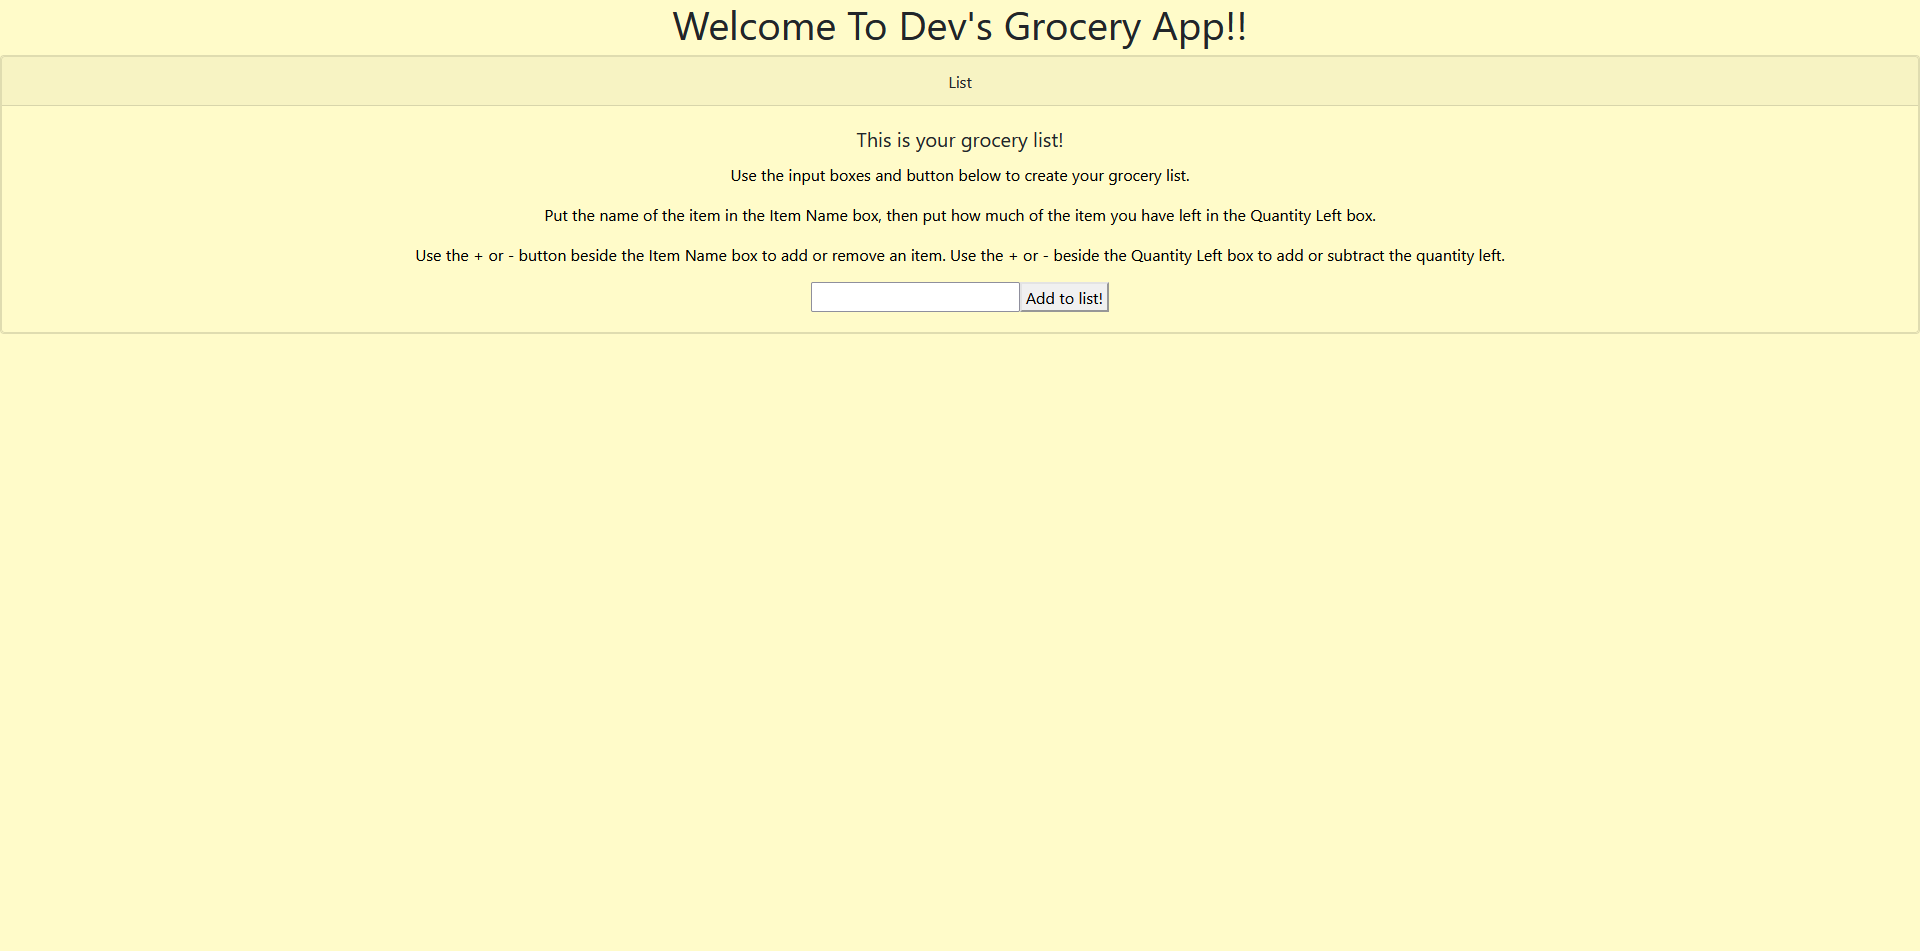 Welcome To Dev's Grocery App!!
List
This is your grocery list!
Use the input boxes and button below to create your grocery list.
Put the name of the item in the Item Name box, then put how much of the item you have left in the Quantity Left box.
Use the + or - button beside the Item Name box to add or remove an item. Use the + or - beside the Quantity Left box to add or subtract the quantity left.
Add to list!